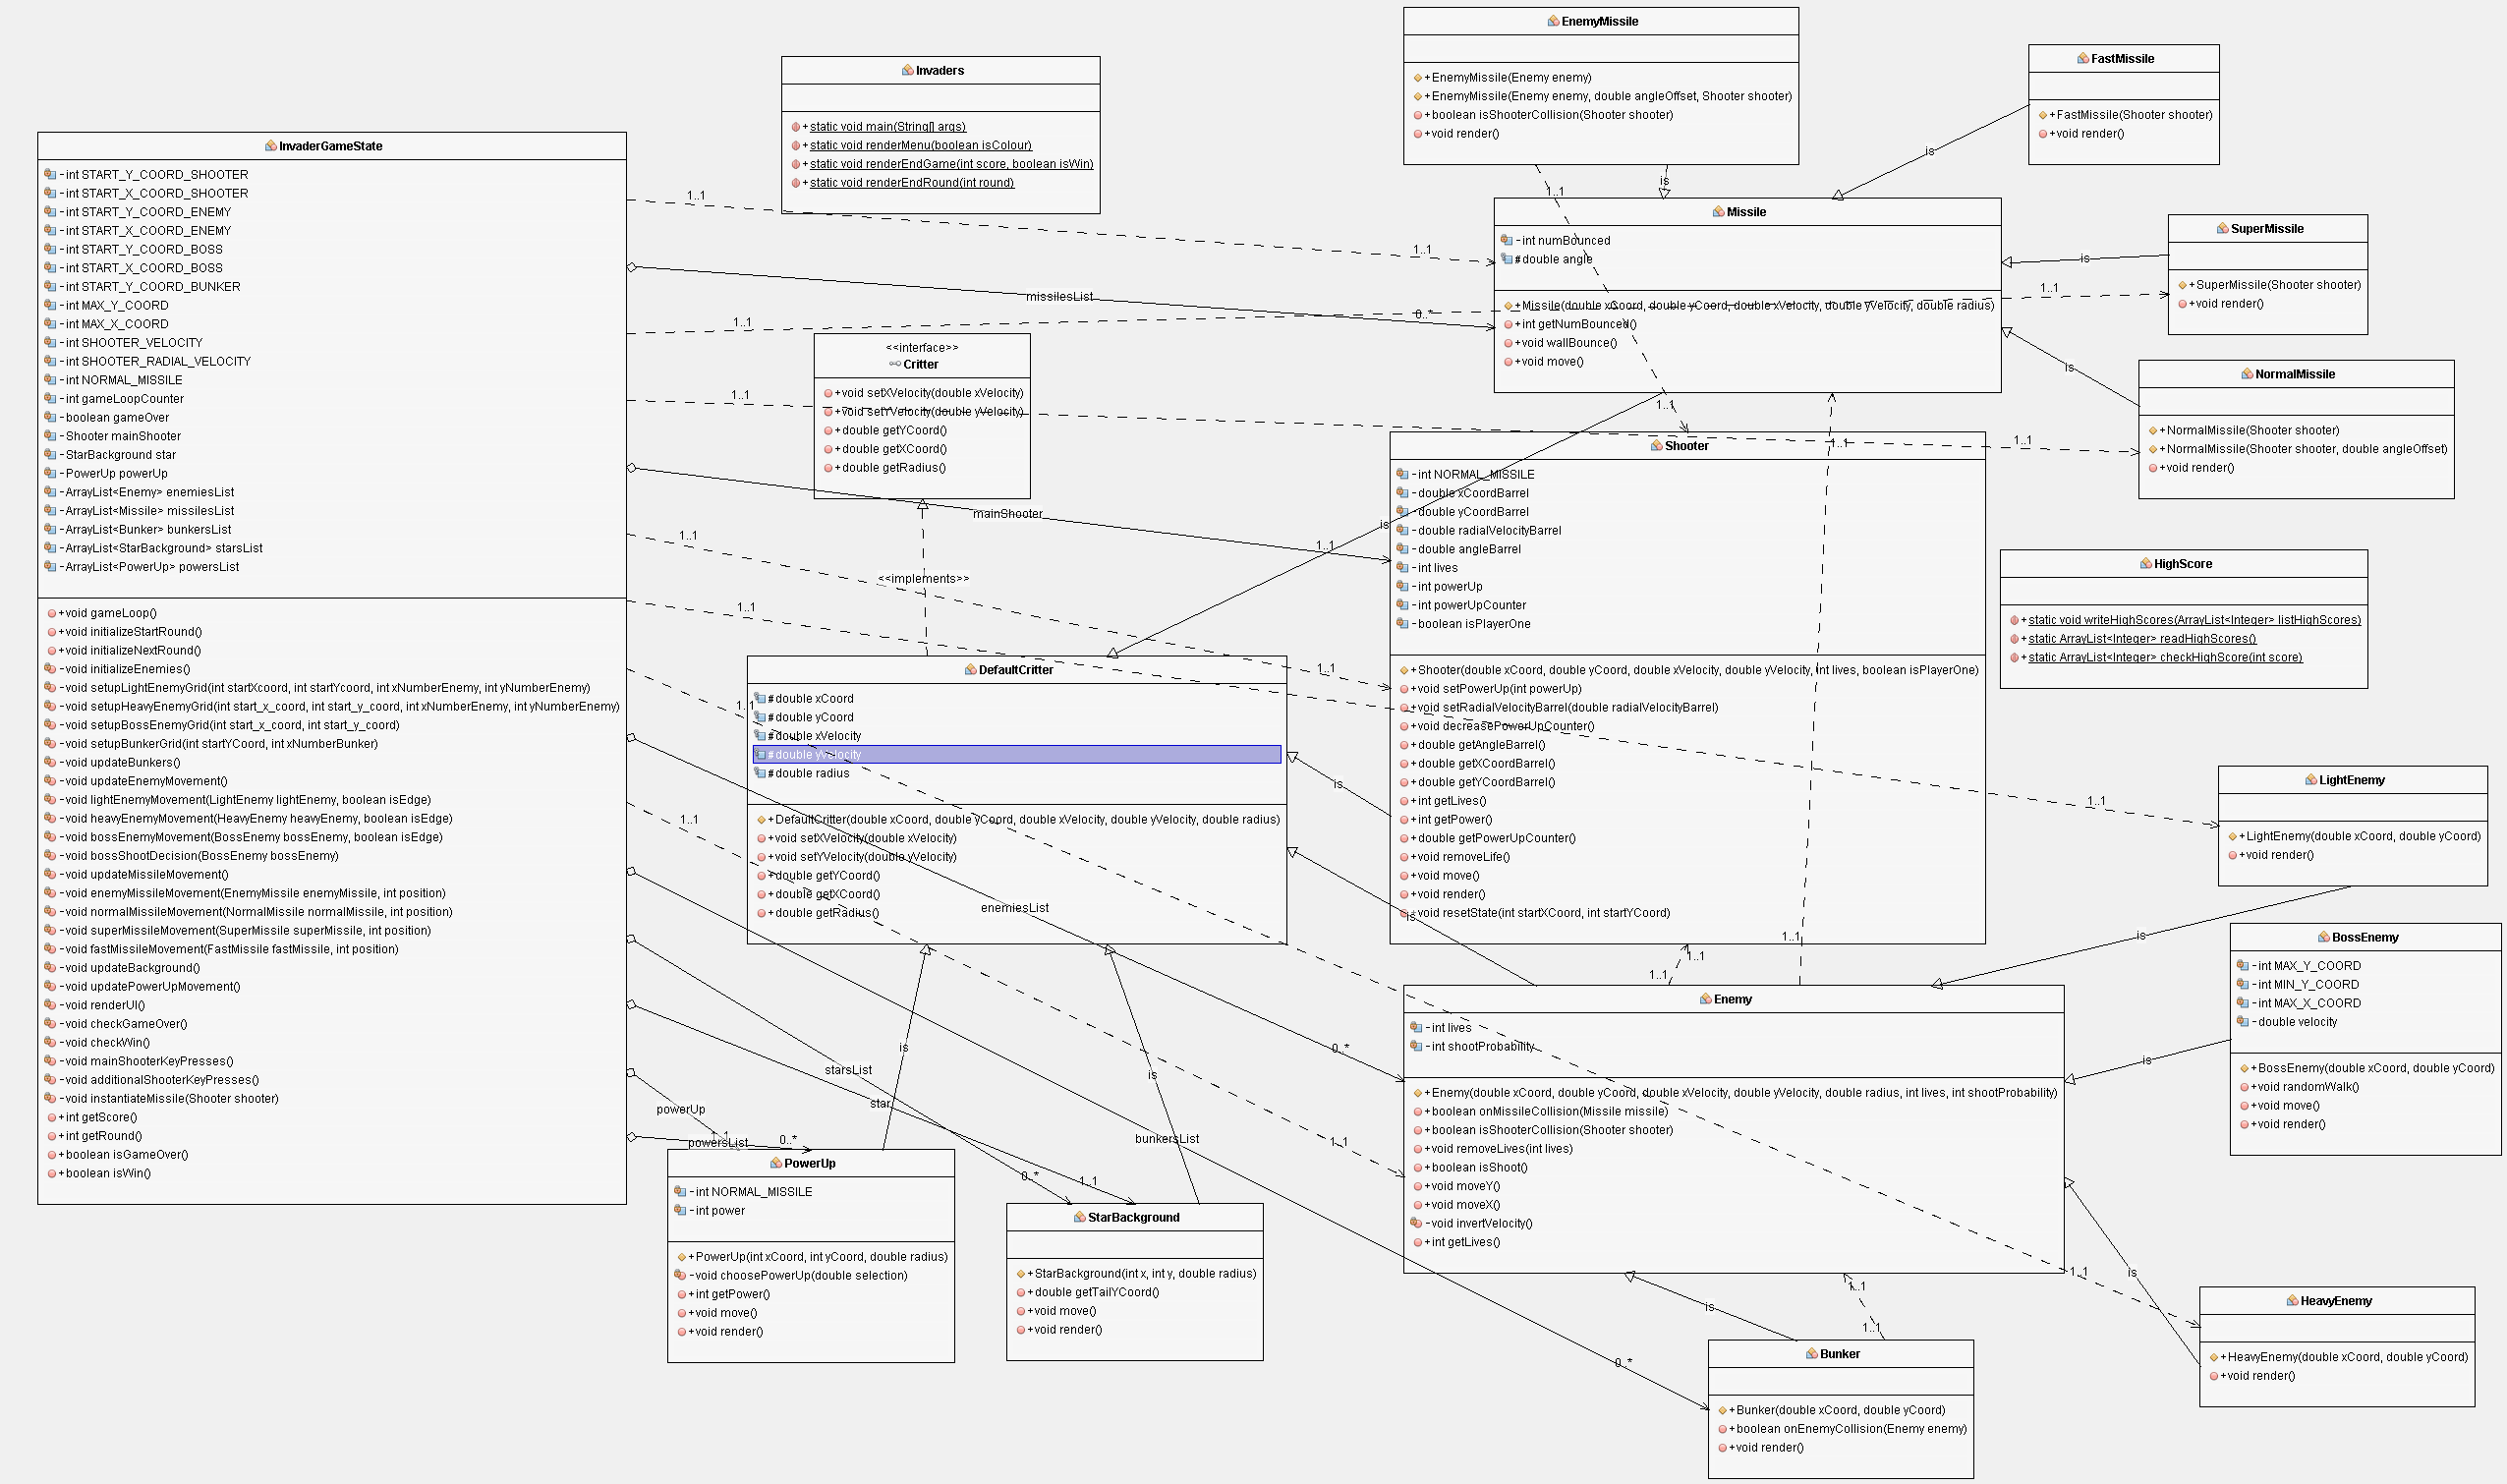 InvaderGameState
-int START_Y_COORD_SHOOTER
-int START_X_COORD_SHOOTER
-int START_Y_COORD_ENEMY
-int START_X_COORD_ENEMY
-int START_Y_COORD_BOSS
-int START_X_COORD_BOSS
-int START_Y_COORD_BUNKER
-int MAX_Y_COORD
-int MAX_X_COORD
-int SHOOTER_VELOCITY
-int SHOOTER_RADIAL_VELOCITY
-int NORMAL_MISSILE
-int gameLoopCounter
-boolean gameOver
-Shooter mainShooter
-StarBackground star
-PowerUp powerUp
-ArrayList<Enemy> enemiesList
-ArrayList<Missile> missilesList
-ArrayList<Bunker> bunkersList
-ArrayList<StarBackground> starsList
-ArrayList<PowerUp> powersList
+void gameLoop()
+void initializeStartRound()
+void initializeNextRound()
-void initializeEnemies()
-void setupLightEnemyGrid(int startXcoord, int startYcoord, int xNumberEnemy, int yNumberEnemy)
-void setupHeavyEnemyGrid(int start_x_coord, int start_y_coord, int xNumberEnemy, int yNumberEnemy)
-void setupBossEnemyGrid(int start_x_coord, int start_y_coord)
-void setupBunkerGrid(int startYCoord, int xNumberBunker)
-void updateBunkers()
-void updateEnemyMovement()
-void lightEnemyMovement(LightEnemy lightEnemy, boolean isEdge)
-void heavyEnemyMovement(HeavyEnemy heavyEnemy, boolean isEdge)
-void bossEnemyMovement(BossEnemy bossEnemy, boolean isEdge)
-void bossShootDecision(BossEnemy bossEnemy)
-void updateMissileMovement()
-void enemyMissileMovement(EnemyMissile enemyMissile, int position)
-void normalMissileMovement(NormalMissile normalMissile, int position)
-void superMissileMovement(SuperMissile superMissile, int position)
-void fastMissileMovement(FastMissile fastMissile, int position)
-void updateBackground()
-void updatePowerUpMovement()
-void renderUI()
-void checkGameOver()
-void checkWin()
-void mainShooterKeyPresses()
-void additionalShooterKeyPresses()
-void instantiateMissile(Shooter shooter)
+int getScore()
+int getRound()
+boolean isGameOver()
+boolean isWin()
Invaders
+static void main(String[] args)
+static void renderMenu(boolean isColour)
+static void renderEndGame(int score, boolean isWin)
+static void renderEndRound(int round)
<<interface>>
Critter
+void setXVelocity(double xVelocity)
+void setYVelocity(double yVelocity)
+double getYCoord()
+double getXCoord()
+double getRadius()
DefaultCritter
#double xCoord
#double yCoord
#double xVelocity
#double yVelocity
#double radius
+DefaultCritter(double xCoord, double yCoord, double xVelocity, double yVelocity, double radius)
+void setXVelocity(double xVelocity)
+void setYVelocity(double yVelocity)
+double getYCoord()
+double getXCoord()
+double getRadius()
PowerUp
-int NORMAL_MISSILE
-int power
+PowerUp(int xCoord, int yCoord, double radius)
-void choosePowerUp(double selection)
+int getPower()
+void move()
+void render()
StarBackground
+StarBackground(int x, int y, double radius)
+double getTailYCoord()
+void move()
+void render()
EnemyMissile
+EnemyMissile(Enemy enemy)
+EnemyMissile(Enemy enemy, double angleOffset, Shooter shooter)
+boolean isShooterCollision(Shooter shooter)
+void render()
Missile
-int numBounced
#double angle
+Missile(double xCoord, double yCoord, double xVelocity, double yVelocity, double radius)
+int getNumBounced()
+void wallBounce()
+void move()
Shooter
-int NORMAL_MISSILE
-double xCoordBarrel
-double yCoordBarrel
-double radialVelocityBarrel
-double angleBarrel
-int lives
-int powerUp
-int powerUpCounter
-boolean isPlayerOne
+Shooter(double xCoord, double yCoord, double xVelocity, double yVelocity, int lives, boolean isPlayerOne)
+void setPowerUp(int powerUp)
+void setRadialVelocityBarrel(double radialVelocityBarrel)
+void decreasePowerUpCounter()
+double getAngleBarrel()
+double getXCoordBarrel()
+double getYCoordBarrel()
+int getLives()
+int getPower()
+double getPowerUpCounter()
+void removeLife()
+void move()
+void render()
+void resetState(int startXCoord, int startYCoord)
Enemy
-int lives
-int shootProbability
+Enemy(double xCoord, double yCoord, double xVelocity, double yVelocity, double radius, int lives, int shootProbability)
+boolean onMissileCollision(Missile missile)
+boolean isShooterCollision(Shooter shooter)
+void removeLives(int lives)
+boolean isShoot()
+void moveY()
+void moveX()
-void invertVelocity()
+int getLives()
Bunker
+Bunker(double xCoord, double yCoord)
+boolean onEnemyCollision(Enemy enemy)
+void render()
FastMissile
+FastMissile(Shooter shooter)
+void render()
SuperMissile
+SuperMissile(Shooter shooter)
+void render()
NormalMissile
+NormalMissile(Shooter shooter)
+NormalMissile(Shooter shooter, double angleOffset)
+void render()
HighScore
+static void writeHighScores(ArrayList<Integer> listHighScores)
+static ArrayList<Integer> readHighScores()
+static ArrayList<Integer> checkHighScore(int score)
LightEnemy
+LightEnemy(double xCoord, double yCoord)
+void render()
BossEnemy
-int MAX_Y_COORD
-int MIN_Y_COORD
-int MAX_X_COORD
-double velocity
+BossEnemy(double xCoord, double yCoord)
+void randomWalk()
+void move()
+void render()
HeavyEnemy
+HeavyEnemy(double xCoord, double yCoord)
+void render()
1..1
1..1
missilesList
0..*
1..1
1..1
1..1
1..1
mainShooter
1..1
1..1
1..1
<<implements>>
1..1
1..1
1..1
1..1
enemiesList
0..*
1..1
1..1
bunkersList
0..*
starsList
0..*
star
1..1
powerUp
1..1
powersList
0..*
is
is
is
is
is
is
is
is
is
is
is
is
is
1..1
1..1
1..1
1..1
1..1
1..1
1..1
1..1